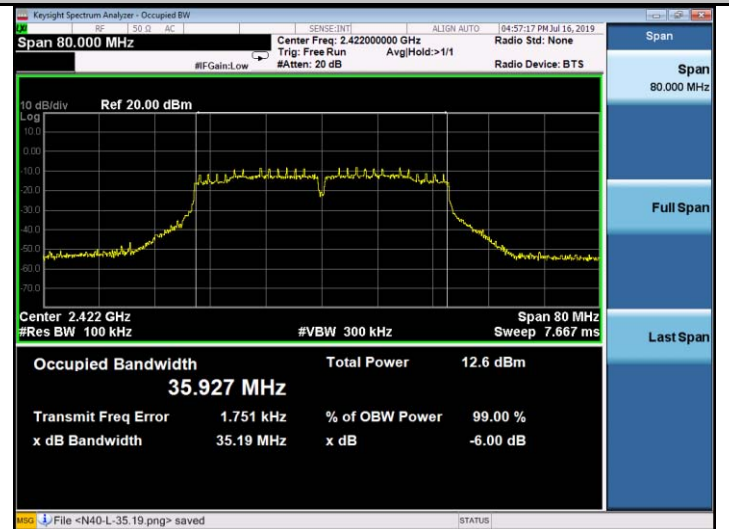 Keysight Spectrum Analyzer - Occupied BW
RF 50 Ω AC SENSE:INT ALIGN AUTO 04:57:17 PM Jul 16, 2019
Span 80.000 MHz Center Freq: 2.422000000 GHz Radio Std: None Span
Trig: Free Run Avg|Hold:>1/1
#IFGain:Low #Atten: 20 dB Radio Device: BTS
Span
80.000 MHz
10 dB/div Ref 20.00 dBm
Log
10.0
0.00
-10.0
-20.0
-30.0
-40.0
-50.0
-60.0
-70.0
Full Span
Center 2.422 GHz Span 80 MHz
#Res BW 100 kHz #VBW 300 kHz Sweep 7.667 ms
Last Span
Occupied Bandwidth Total Power 12.6 dBm
35.927 MHz
Transmit Freq Error 1.751 kHz % of OBW Power 99.00 %
x dB Bandwidth 35.19 MHz x dB -6.00 dB
MSG File <N40-L-35.19.png> saved STATUS